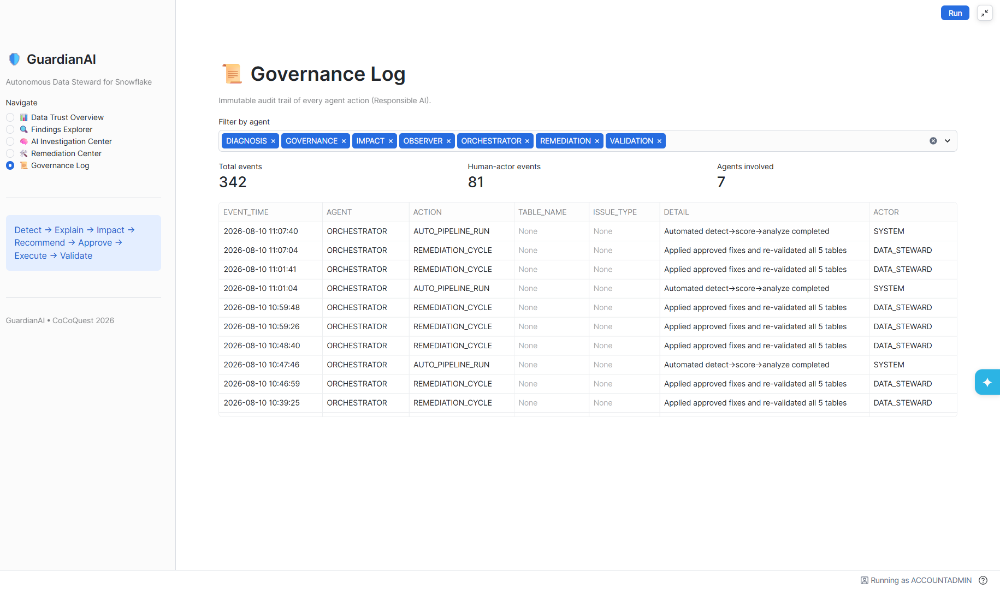 Run
GuardianAI
Autonomous Data Steward for Snowflake
Navigate
Data Trust Overview
Findings Explorer
AI Investigation Center
Remediation Center
Governance Log
Detect → Explain → Impact →
Recommend → Approve →
Execute → Validate
GuardianAI • CoCoQuest 2026
Governance Log
Immutable audit trail of every agent action (Responsible AI).
Filter by agent
DIAGNOSIS × GOVERNANCE × IMPACT × OBSERVER × ORCHESTRATOR × REMEDIATION × VALIDATION ×
Total events Human-actor events Agents involved
342 81 7
EVENT_TIME AGENT ACTION TABLE_NAME ISSUE_TYPE DETAIL ACTOR
2026-08-10 11:07:40 ORCHESTRATOR AUTO_PIPELINE_RUN None None Automated detect→score→analyze completed SYSTEM
2026-08-10 11:07:04 ORCHESTRATOR REMEDIATION_CYCLE None None Applied approved fixes and re-validated all 5 tables DATA_STEWARD
2026-08-10 11:01:41 ORCHESTRATOR REMEDIATION_CYCLE None None Applied approved fixes and re-validated all 5 tables DATA_STEWARD
2026-08-10 11:01:04 ORCHESTRATOR AUTO_PIPELINE_RUN None None Automated detect→score→analyze completed SYSTEM
2026-08-10 10:59:48 ORCHESTRATOR REMEDIATION_CYCLE None None Applied approved fixes and re-validated all 5 tables DATA_STEWARD
2026-08-10 10:59:26 ORCHESTRATOR REMEDIATION_CYCLE None None Applied approved fixes and re-validated all 5 tables DATA_STEWARD
2026-08-10 10:48:40 ORCHESTRATOR REMEDIATION_CYCLE None None Applied approved fixes and re-validated all 5 tables DATA_STEWARD
2026-08-10 10:47:46 ORCHESTRATOR AUTO_PIPELINE_RUN None None Automated detect→score→analyze completed SYSTEM
2026-08-10 10:46:59 ORCHESTRATOR REMEDIATION_CYCLE None None Applied approved fixes and re-validated all 5 tables DATA_STEWARD
2026-08-10 10:39:25 ORCHESTRATOR REMEDIATION_CYCLE None None Applied approved fixes and re-validated all 5 tables DATA_STEWARD
Running as ACCOUNTADMIN